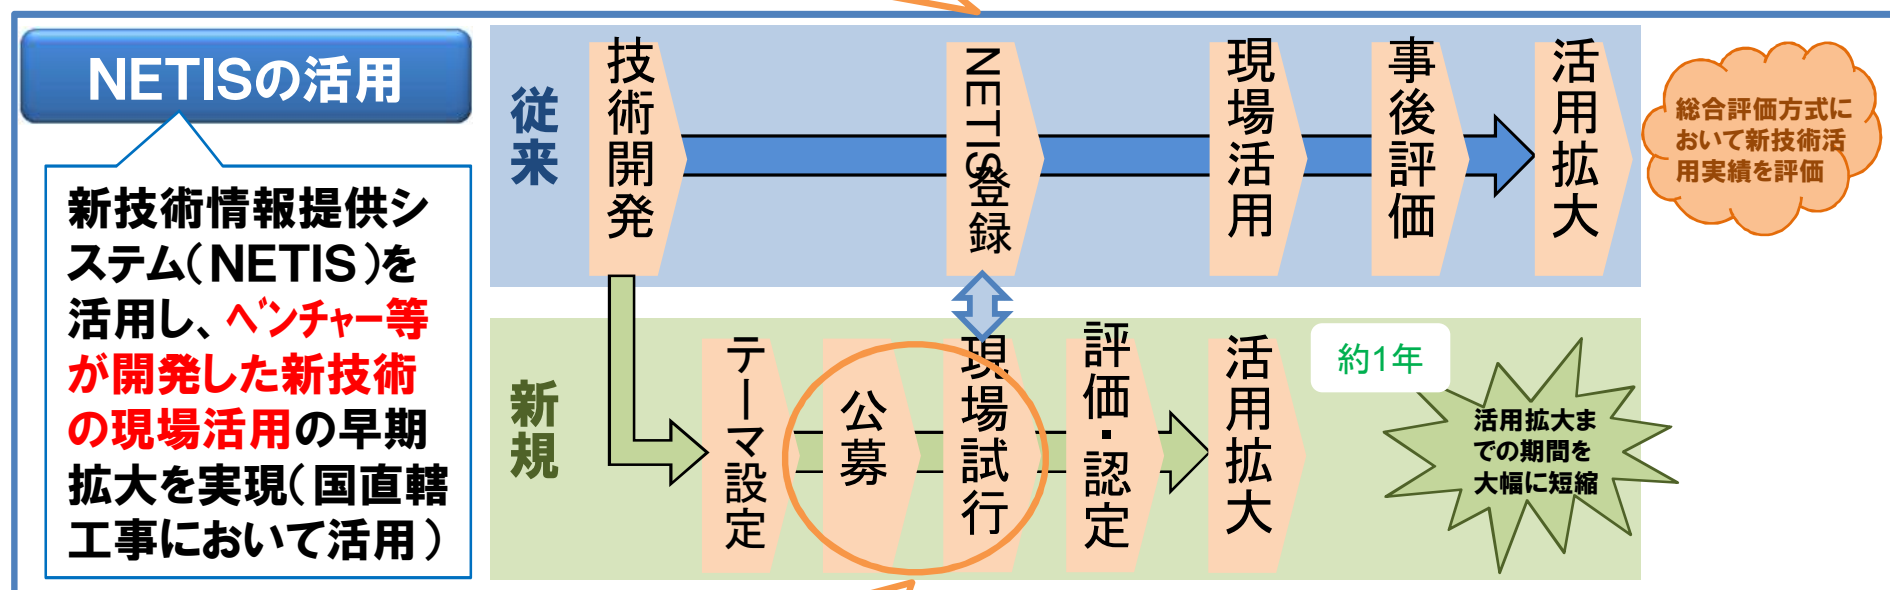 NETISの活用
新技術情報提供シ
ステム(NETIS)を
活用し、ベンチャー等
が開発した新技術
の現場活用の早期
拡大を実現(国直轄
工事において活用)
従来
技術開発
NETIS登録
現場活用
事後評価
活用拡大
総合評価方式に
おいて新技術活
用実績を評価
新規
テーマ設定
公募
現場試行
評価・認定
活用拡大
約1年
活用拡大ま
での期間を
大幅に短縮